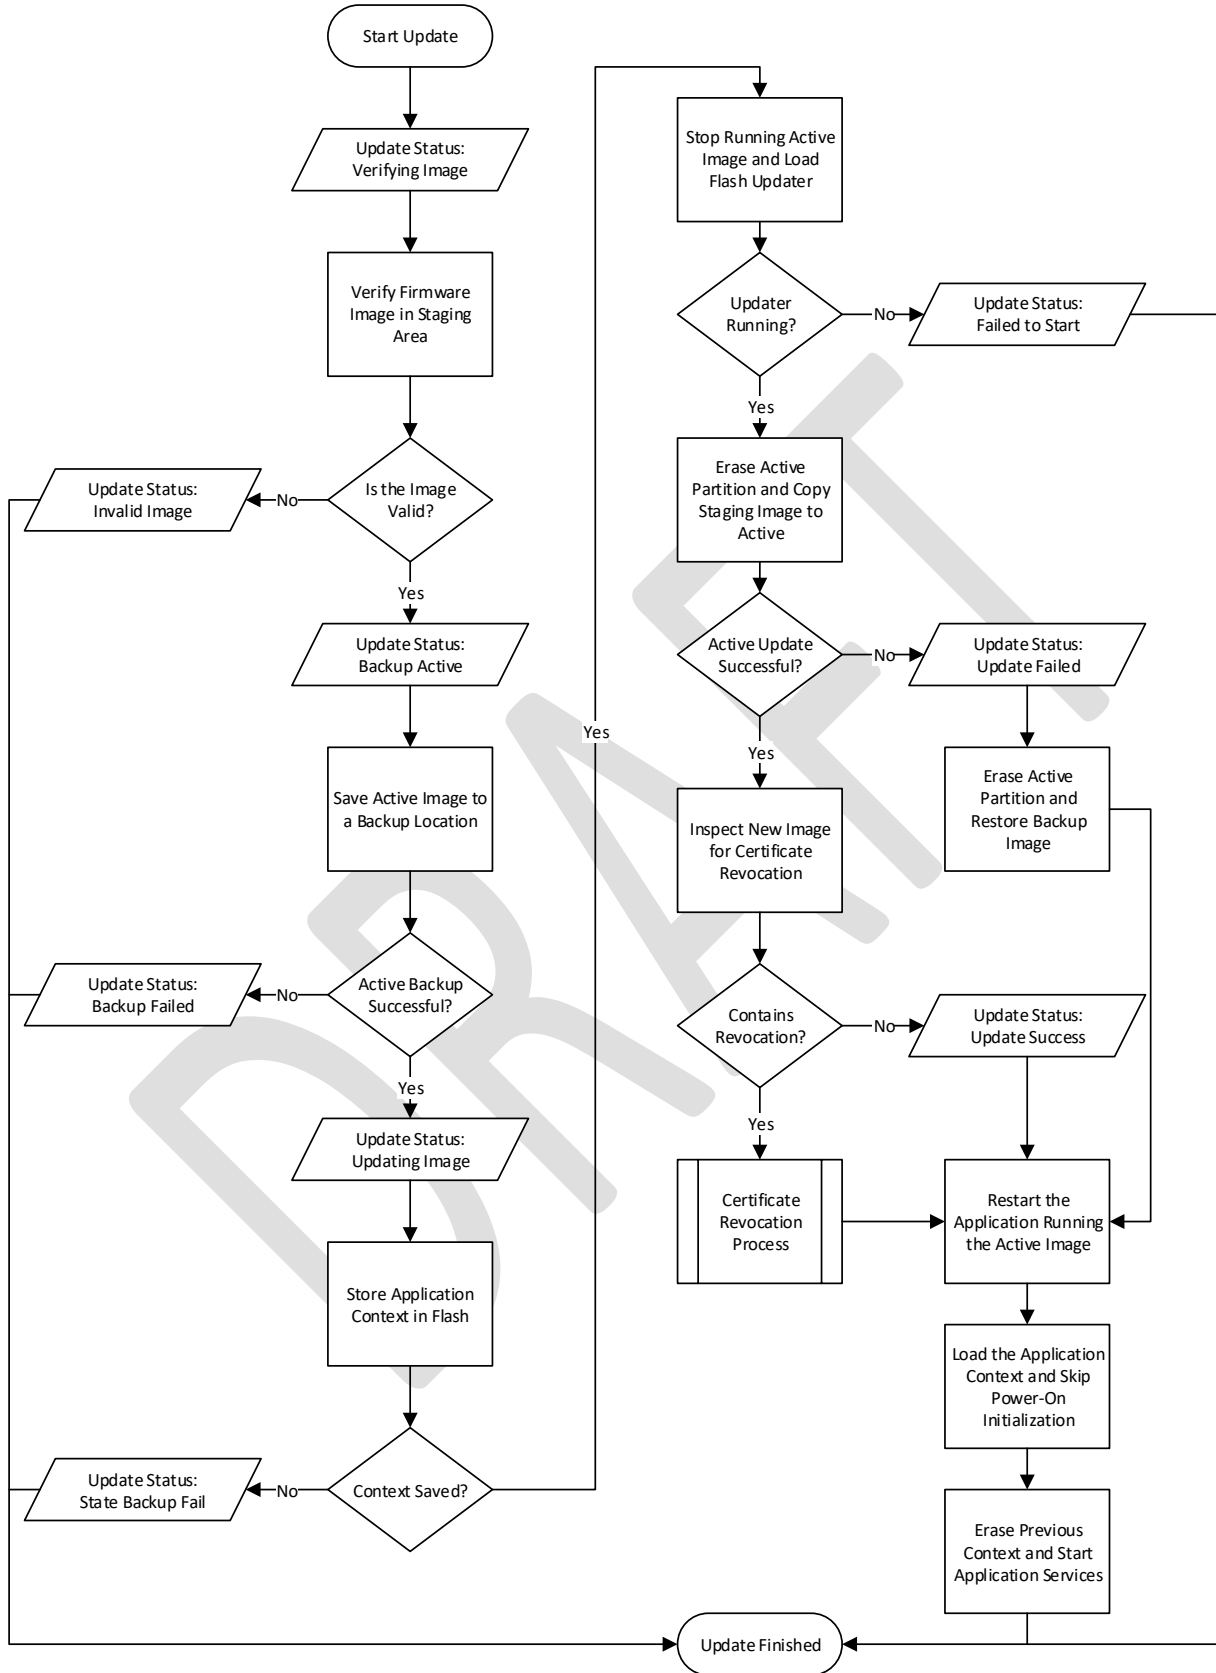 Start Update
Update Status:
Verifying Image
Verify Firmware
Image in Staging
Area
Is the Image
Valid?
No
Update Status:
Invalid Image
Yes
Update Status:
Backup Active
Save Active Image to
a Backup Location
Active Backup
Successful?
No
Update Status:
Backup Failed
Yes
Update Status:
Updating Image
Store Application
Context in Flash
Context Saved?
No
Update Status:
State Backup Fail
Yes
Stop Running Active
Image and Load
Flash Updater
Updater
Running?
No
Update Status:
Failed to Start
Yes
Erase Active
Partition and Copy
Staging Image to
Active
Active Update
Successful?
No
Update Status:
Update Failed
Erase Active
Partition and
Restore Backup
Image
Yes
Inspect New Image
for Certificate
Revocation
Contains
Revocation?
No
Update Status:
Update Success
Yes
Certificate
Revocation
Process
Restart the
Application Running
the Active Image
Load the Application
Context and Skip
Power-On
Initialization
Erase Previous
Context and Start
Application Services
Update Finished
DRAFT